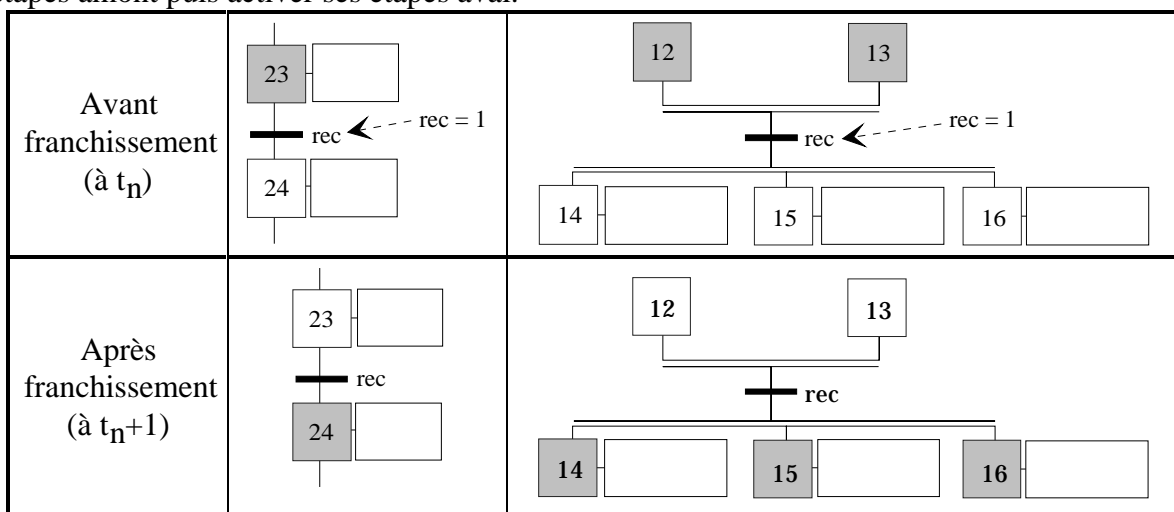 étapes amont puis activer ses étapes aval.
Avant
franchissement
(à tn)
23
rec
rec = 1
24
12
13
rec
rec = 1
14
15
16
Après
franchissement
(à tn+1)
23
rec
24
12
13
rec
14
15
16